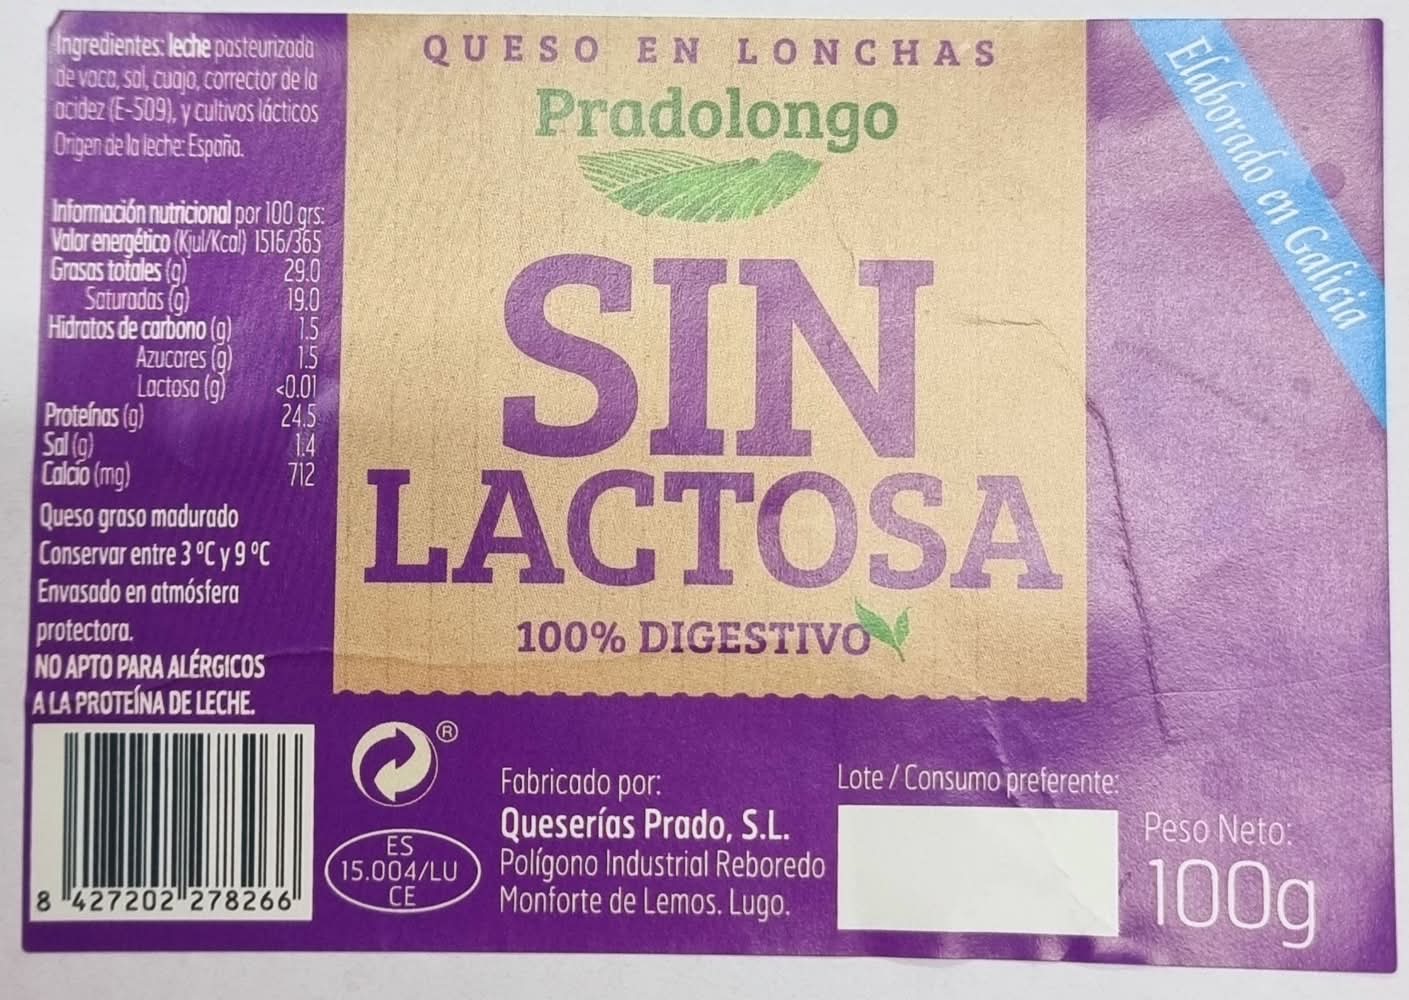 Ingredientes: leche pasteurizada
de vaca, sal, cuajo, corrector de la
acidez (E-509), y cultivos lácticos
Origen de la leche: España.
Información nutricional por 100 grs:
Valor energético (Kjul/Kcal) 1516/365
Grasas totales (g) 29.0
Saturadas (g) 19.0
Hidratos de carbono (g) 1.5
Azucares (g) 1.5
Lactosa (g) <0.01
Proteínas (g) 24.5
Sal (g) 1.4
Calcio (mg) 712
Queso graso madurado
Conservar entre 3 ºC y 9 ºC
Envasado en atmósfera
protectora.
NO APTO PARA ALÉRGICOS
A LA PROTEÍNA DE LECHE.
8 427202 278266
QUESO EN LONCHAS
Pradolongo
SIN
LACTOSA
100% DIGESTIVO
Elaborado en Galicia
®
ES
15.004/LU
CE
Fabricado por:
Queserías Prado, S.L.
Polígono Industrial Reboredo
Monforte de Lemos. Lugo.
Lote / Consumo preferente:
Peso Neto:
100g